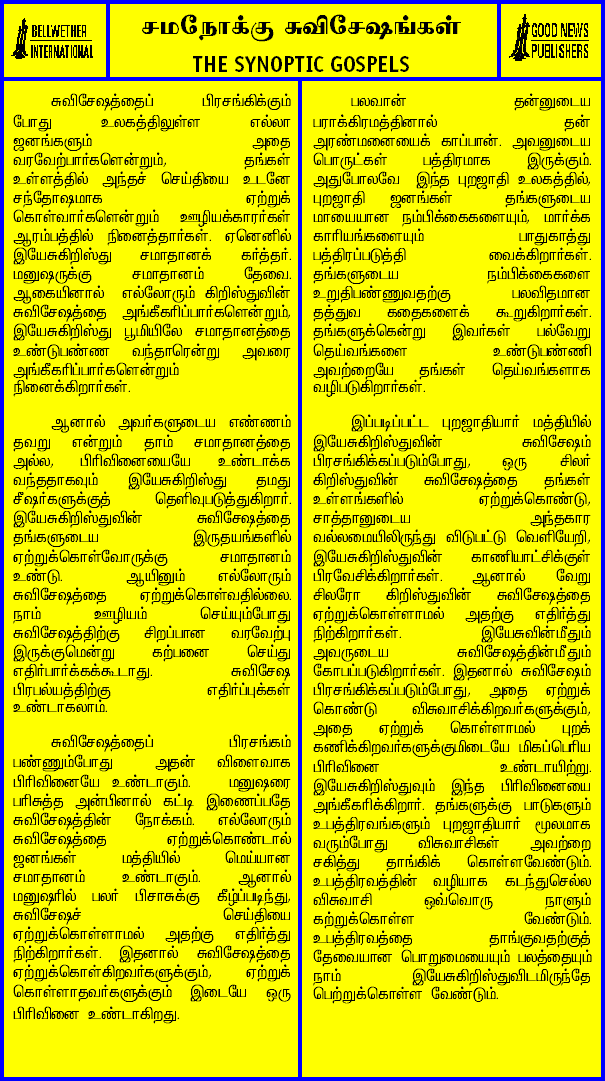 BELLWETHER
INTERNATIONAL
சமநோக்கு சுவிசேஷங்கள்
THE SYNOPTIC GOSPELS
GOOD NEWS
PUBLISHERS
சுவிசேஷத்தைப் பிரசங்கிக்கும்
போது உலகத்திலுள்ள எல்லா
ஜனங்களும் அதை
வரவேற்பார்களென்றும், தங்கள்
உள்ளத்தில் அந்தச் செய்தியை உடனே
சந்தோஷமாக ஏற்றுக்
கொள்வார்களென்றும் ஊழியக்காரர்கள்
ஆரம்பத்தில் நினைத்தார்கள். ஏனெனில்
இயேசுகிறிஸ்து சமாதானக் கர்த்தர்.
மனுஷருக்கு சமாதானம் தேவை.
ஆகையினால் எல்லோரும் கிறிஸ்துவின்
சுவிசேஷத்தை அங்கீகரிப்பார்களென்றும்,
இயேசுகிறிஸ்து பூமியிலே சமாதானத்தை
உண்டுபண்ண வந்தாரென்று அவரை
அங்கீகரிப்பார்களென்றும்
நினைக்கிறார்கள்.
ஆனால் அவர்களுடைய எண்ணம்
தவறு என்றும் தாம் சமாதானத்தை
அல்ல, பிரிவினையையே உண்டாக்க
வந்ததாகவும் இயேசுகிறிஸ்து தமது
சீஷர்களுக்குத் தெளிவுபடுத்துகிறார்.
இயேசுகிறிஸ்துவின் சுவிசேஷத்தை
தங்களுடைய இருதயங்களில்
ஏற்றுக்கொள்வோருக்கு சமாதானம்
உண்டு. ஆயினும் எல்லோரும்
சுவிசேஷத்தை ஏற்றுக்கொள்வதில்லை.
நாம் ஊழியம் செய்யும்போது
சுவிசேஷத்திற்கு சிறப்பான வரவேற்பு
இருக்குமென்று கற்பனை செய்து
எதிர்பார்க்கக்கூடாது. சுவிசேஷ
பிரபல்யத்திற்கு எதிர்ப்புக்கள்
உண்டாகலாம்.
சுவிசேஷத்தைப் பிரசங்கம்
பண்ணும்போது அதன் விளைவாக
பிரிவினையே உண்டாகும். மனுஷரை
பரிசுத்த அன்பினால் கட்டி இணைப்பதே
சுவிசேஷத்தின் நோக்கம். எல்லோரும்
சுவிசேஷத்தை ஏற்றுக்கொண்டால்
ஜனங்கள் மத்தியில் மெய்யான
சமாதானம் உண்டாகும். ஆனால்
மனுஷரில் பலர் பிசாசுக்கு கீழ்ப்படிந்து,
சுவிசேஷச் செய்தியை
ஏற்றுக்கொள்ளாமல் அதற்கு எதிர்த்து
நிற்கிறார்கள். இதனால் சுவிசேஷத்தை
ஏற்றுக்கொள்கிறவர்களுக்கும், ஏற்றுக்
கொள்ளாதவர்களுக்கும் இடையே ஒரு
பிரிவினை உண்டாகிறது.
பலவான் தன்னுடைய
பராக்கிரமத்தினால் தன்
அரண்மனையைக் காப்பான். அவனுடைய
பொருட்கள் பத்திரமாக இருக்கும்.
அதுபோலவே இந்த புறஜாதி உலகத்தில்,
புறஜாதி ஜனங்கள் தங்களுடைய
மாயையான நம்பிக்கைகளையும், மார்க்க
காரியங்களையும் பாதுகாத்து
பத்திரப்படுத்தி வைக்கிறார்கள்.
தங்களுடைய நம்பிக்கைகளை
உறுதிபண்ணுவதற்கு பலவிதமான
தத்துவ கதைகளைக் கூறுகிறார்கள்.
தங்களுக்கென்று இவர்கள் பல்வேறு
தெய்வங்களை உண்டுபண்ணி
அவற்றையே தங்கள் தெய்வங்களாக
வழிபடுகிறார்கள்.
இப்படிப்பட்ட புறஜாதியார் மத்தியில்
இயேசுகிறிஸ்துவின் சுவிசேஷம்
பிரசங்கிக்கப்படும்போது, ஒரு சிலர்
கிறிஸ்துவின் சுவிசேஷத்தை தங்கள்
உள்ளங்களில் ஏற்றுக்கொண்டு,
சாத்தானுடைய அந்தகார
வல்லமையிலிருந்து விடுபட்டு வெளியேறி,
இயேசுகிறிஸ்துவின் காணியாட்சிக்குள்
பிரவேசிக்கிறார்கள். ஆனால் வேறு
சிலரோ கிறிஸ்துவின் சுவிசேஷத்தை
ஏற்றுக்கொள்ளாமல் அதற்கு எதிர்த்து
நிற்கிறார்கள். இயேசுவின்மீதும்
அவருடைய சுவிசேஷத்தின்மீதும்
கோபப்படுகிறார்கள். இதனால் சுவிசேஷம்
பிரசங்கிக்கப்படும்போது, அதை ஏற்றுக்
கொண்டு விசுவாசிக்கிறவர்களுக்கும்,
அதை ஏற்றுக் கொள்ளாமல் புறக்
கணிக்கிறவர்களுக்குமிடையே மிகப்பெரிய
பிரிவினை உண்டாயிற்று.
இயேசுகிறிஸ்துவும் இந்த பிரிவினையை
அங்கீகரிக்கிறார். தங்களுக்கு பாடுகளும்
உபத்திரவங்களும் புறஜாதியார் மூலமாக
வரும்போது விசுவாசிகள் அவற்றை
சகித்து தாங்கிக் கொள்ளவேண்டும்.
உபத்திரவத்தின் வழியாக கடந்துசெல்ல
விசுவாசி ஒவ்வொரு நாளும்
கற்றுக்கொள்ள வேண்டும்.
உபத்திரவத்தை தாங்குவதற்குத்
தேவையான பொறுமையையும் பலத்தையும்
நாம் இயேசுகிறிஸ்துவிடமிருந்தே
பெற்றுக்கொள்ள வேண்டும்.